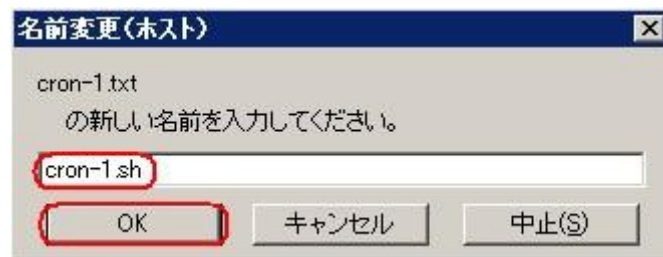 名前変更(ホスト)
cron-1.txt
の新しい名前を入力してください。
cron-1.sh
OK キャンセル 中止(S)